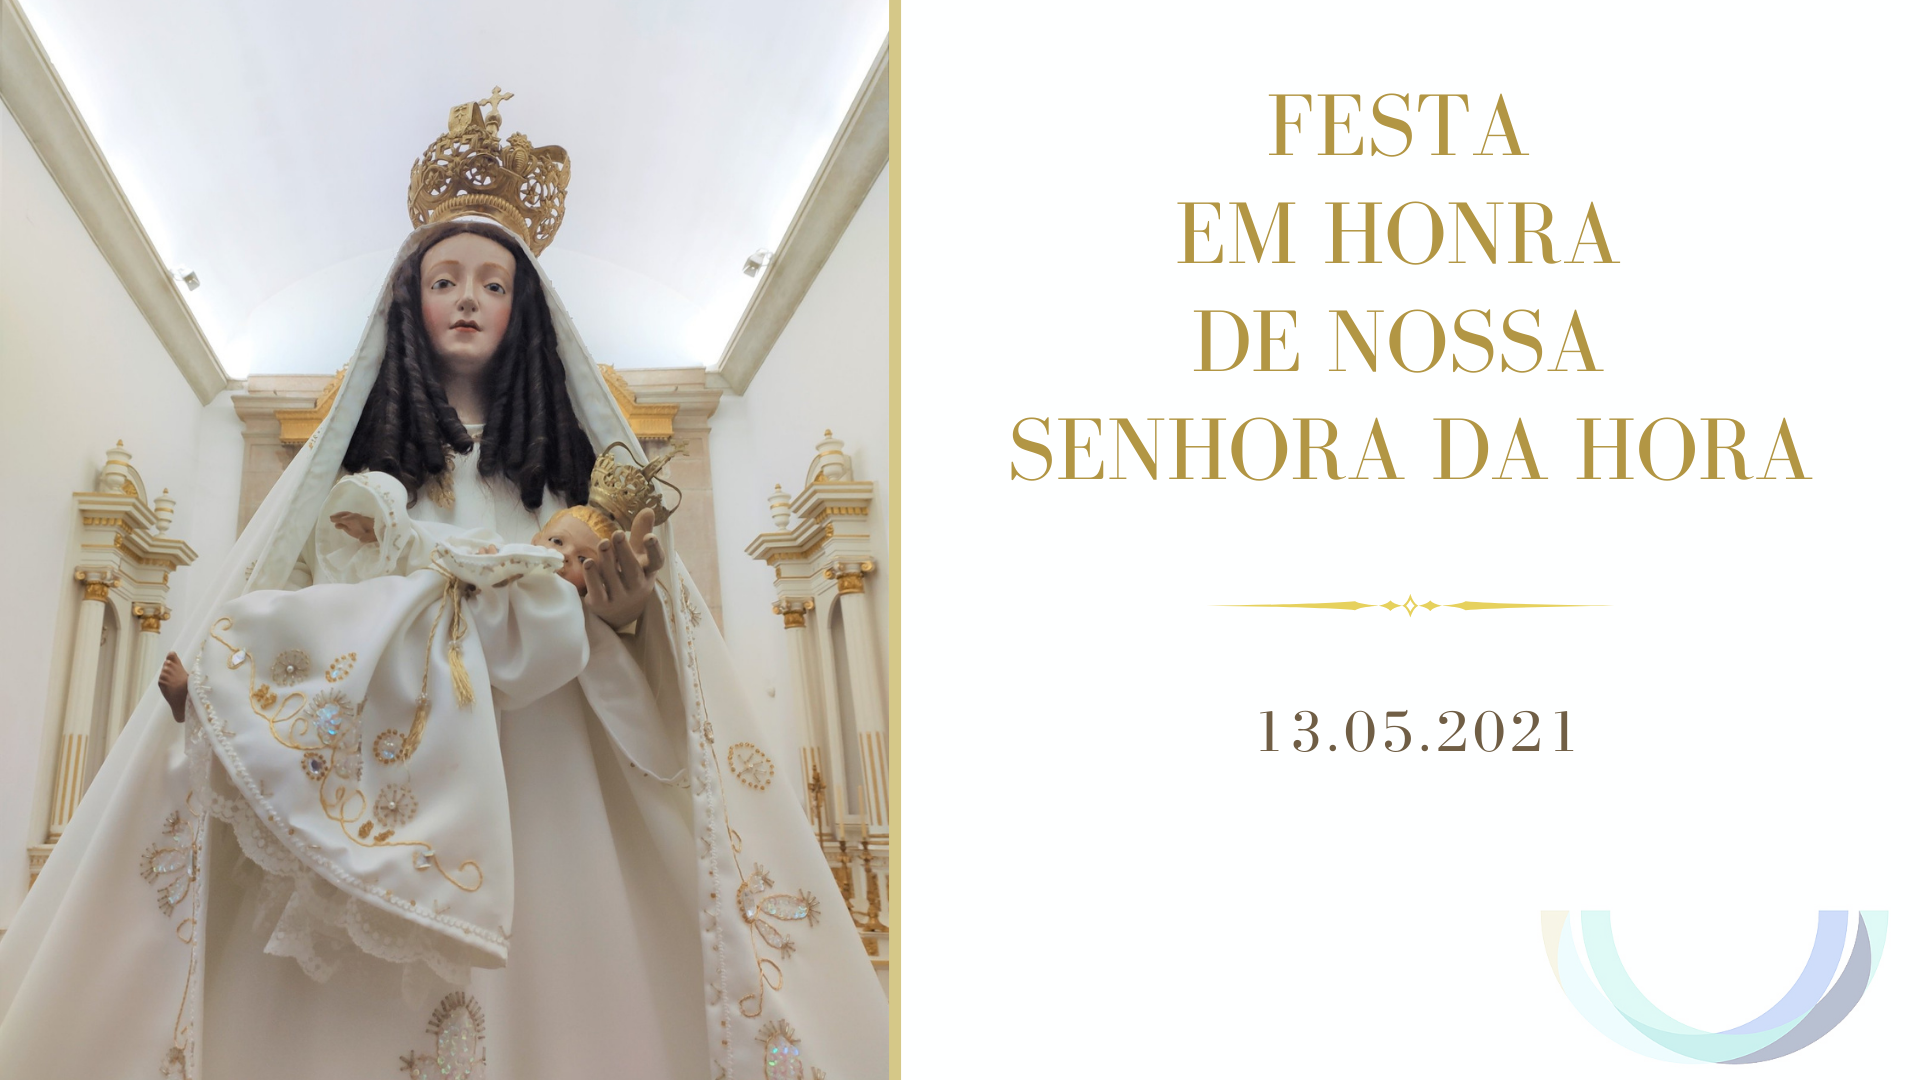 FESTA
EM HONRA
DE NOSSA
SENHORA DA HORA
13.05.2021